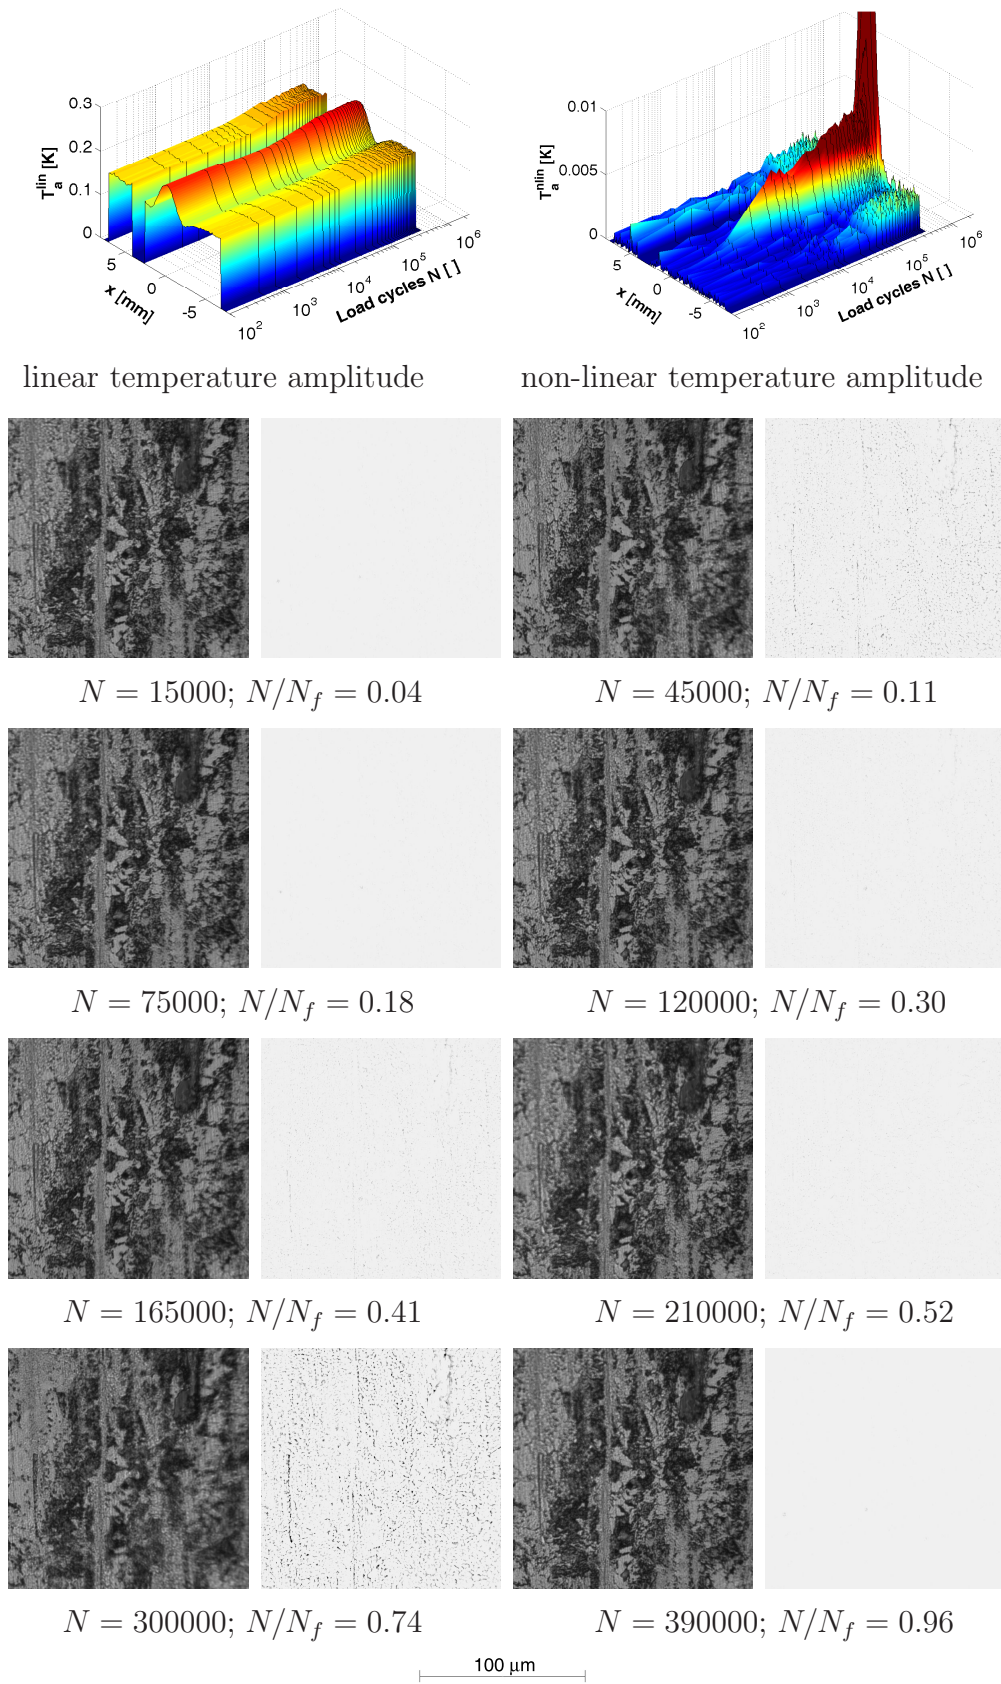 0.3
0.2
0.1
0
T_a^lin [K]
5
0
-5
x [mm]
10^2
10^3
10^4
10^5
10^6
Load cycles N [ ]
0.01
0.005
0
T_a^nlin [K]
5
0
-5
x [mm]
10^2
10^3
10^4
10^5
10^6
Load cycles N [ ]
linear temperature amplitude
non-linear temperature amplitude
N = 15000; N/N_f = 0.04
N = 45000; N/N_f = 0.11
N = 75000; N/N_f = 0.18
N = 120000; N/N_f = 0.30
N = 165000; N/N_f = 0.41
N = 210000; N/N_f = 0.52
N = 300000; N/N_f = 0.74
N = 390000; N/N_f = 0.96
100 μm